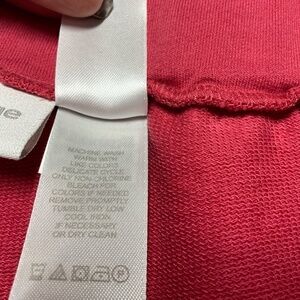 MACHINE WASH
WARM WITH
LIKE COLORS
DELICATE CYCLE
ONLY NON-CHLORINE
BLEACH FOR
COLORS IF NEEDED
REMOVE PROMPTLY
TUMBLE DRY LOW
COOL IRON
IF NECESSARY
OR DRY CLEAN